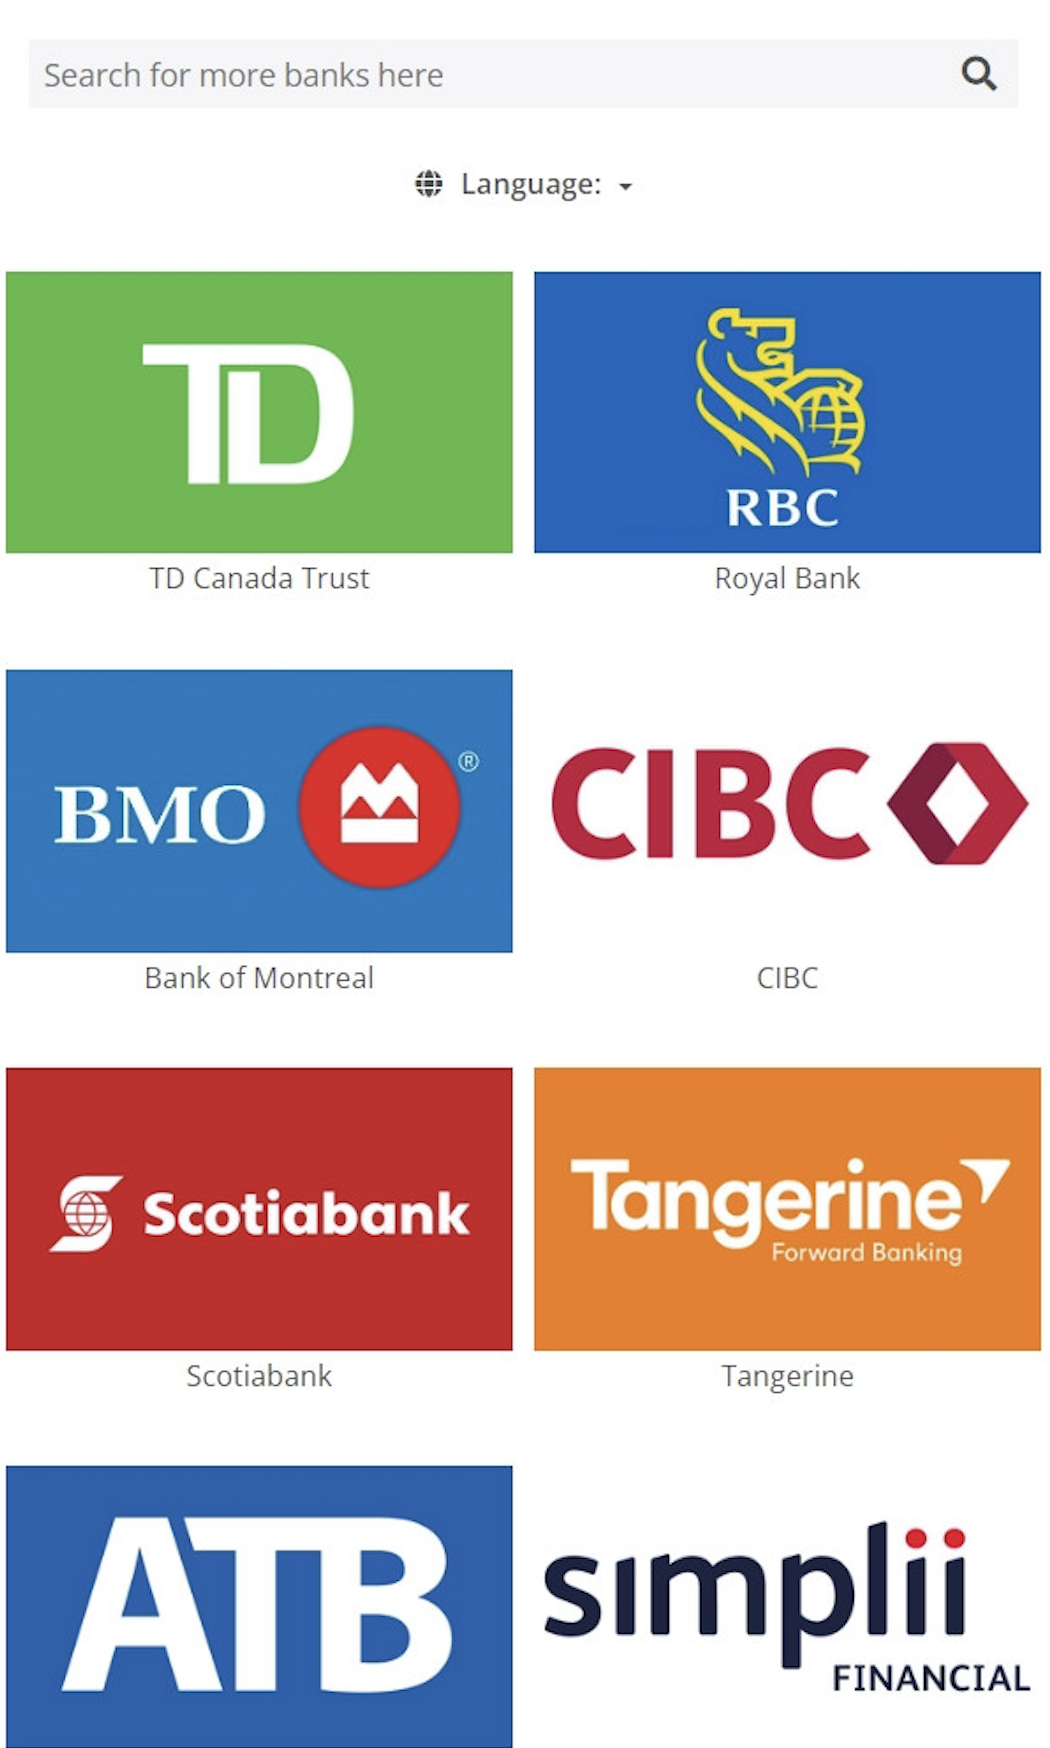 Search for more banks here
Language:
TD
RBC
TD Canada Trust
Royal Bank
BMO ®
CIBC
Bank of Montreal
CIBC
Scotiabank
Tangerine
Forward Banking
Scotiabank
Tangerine
ATB
simplii
FINANCIAL